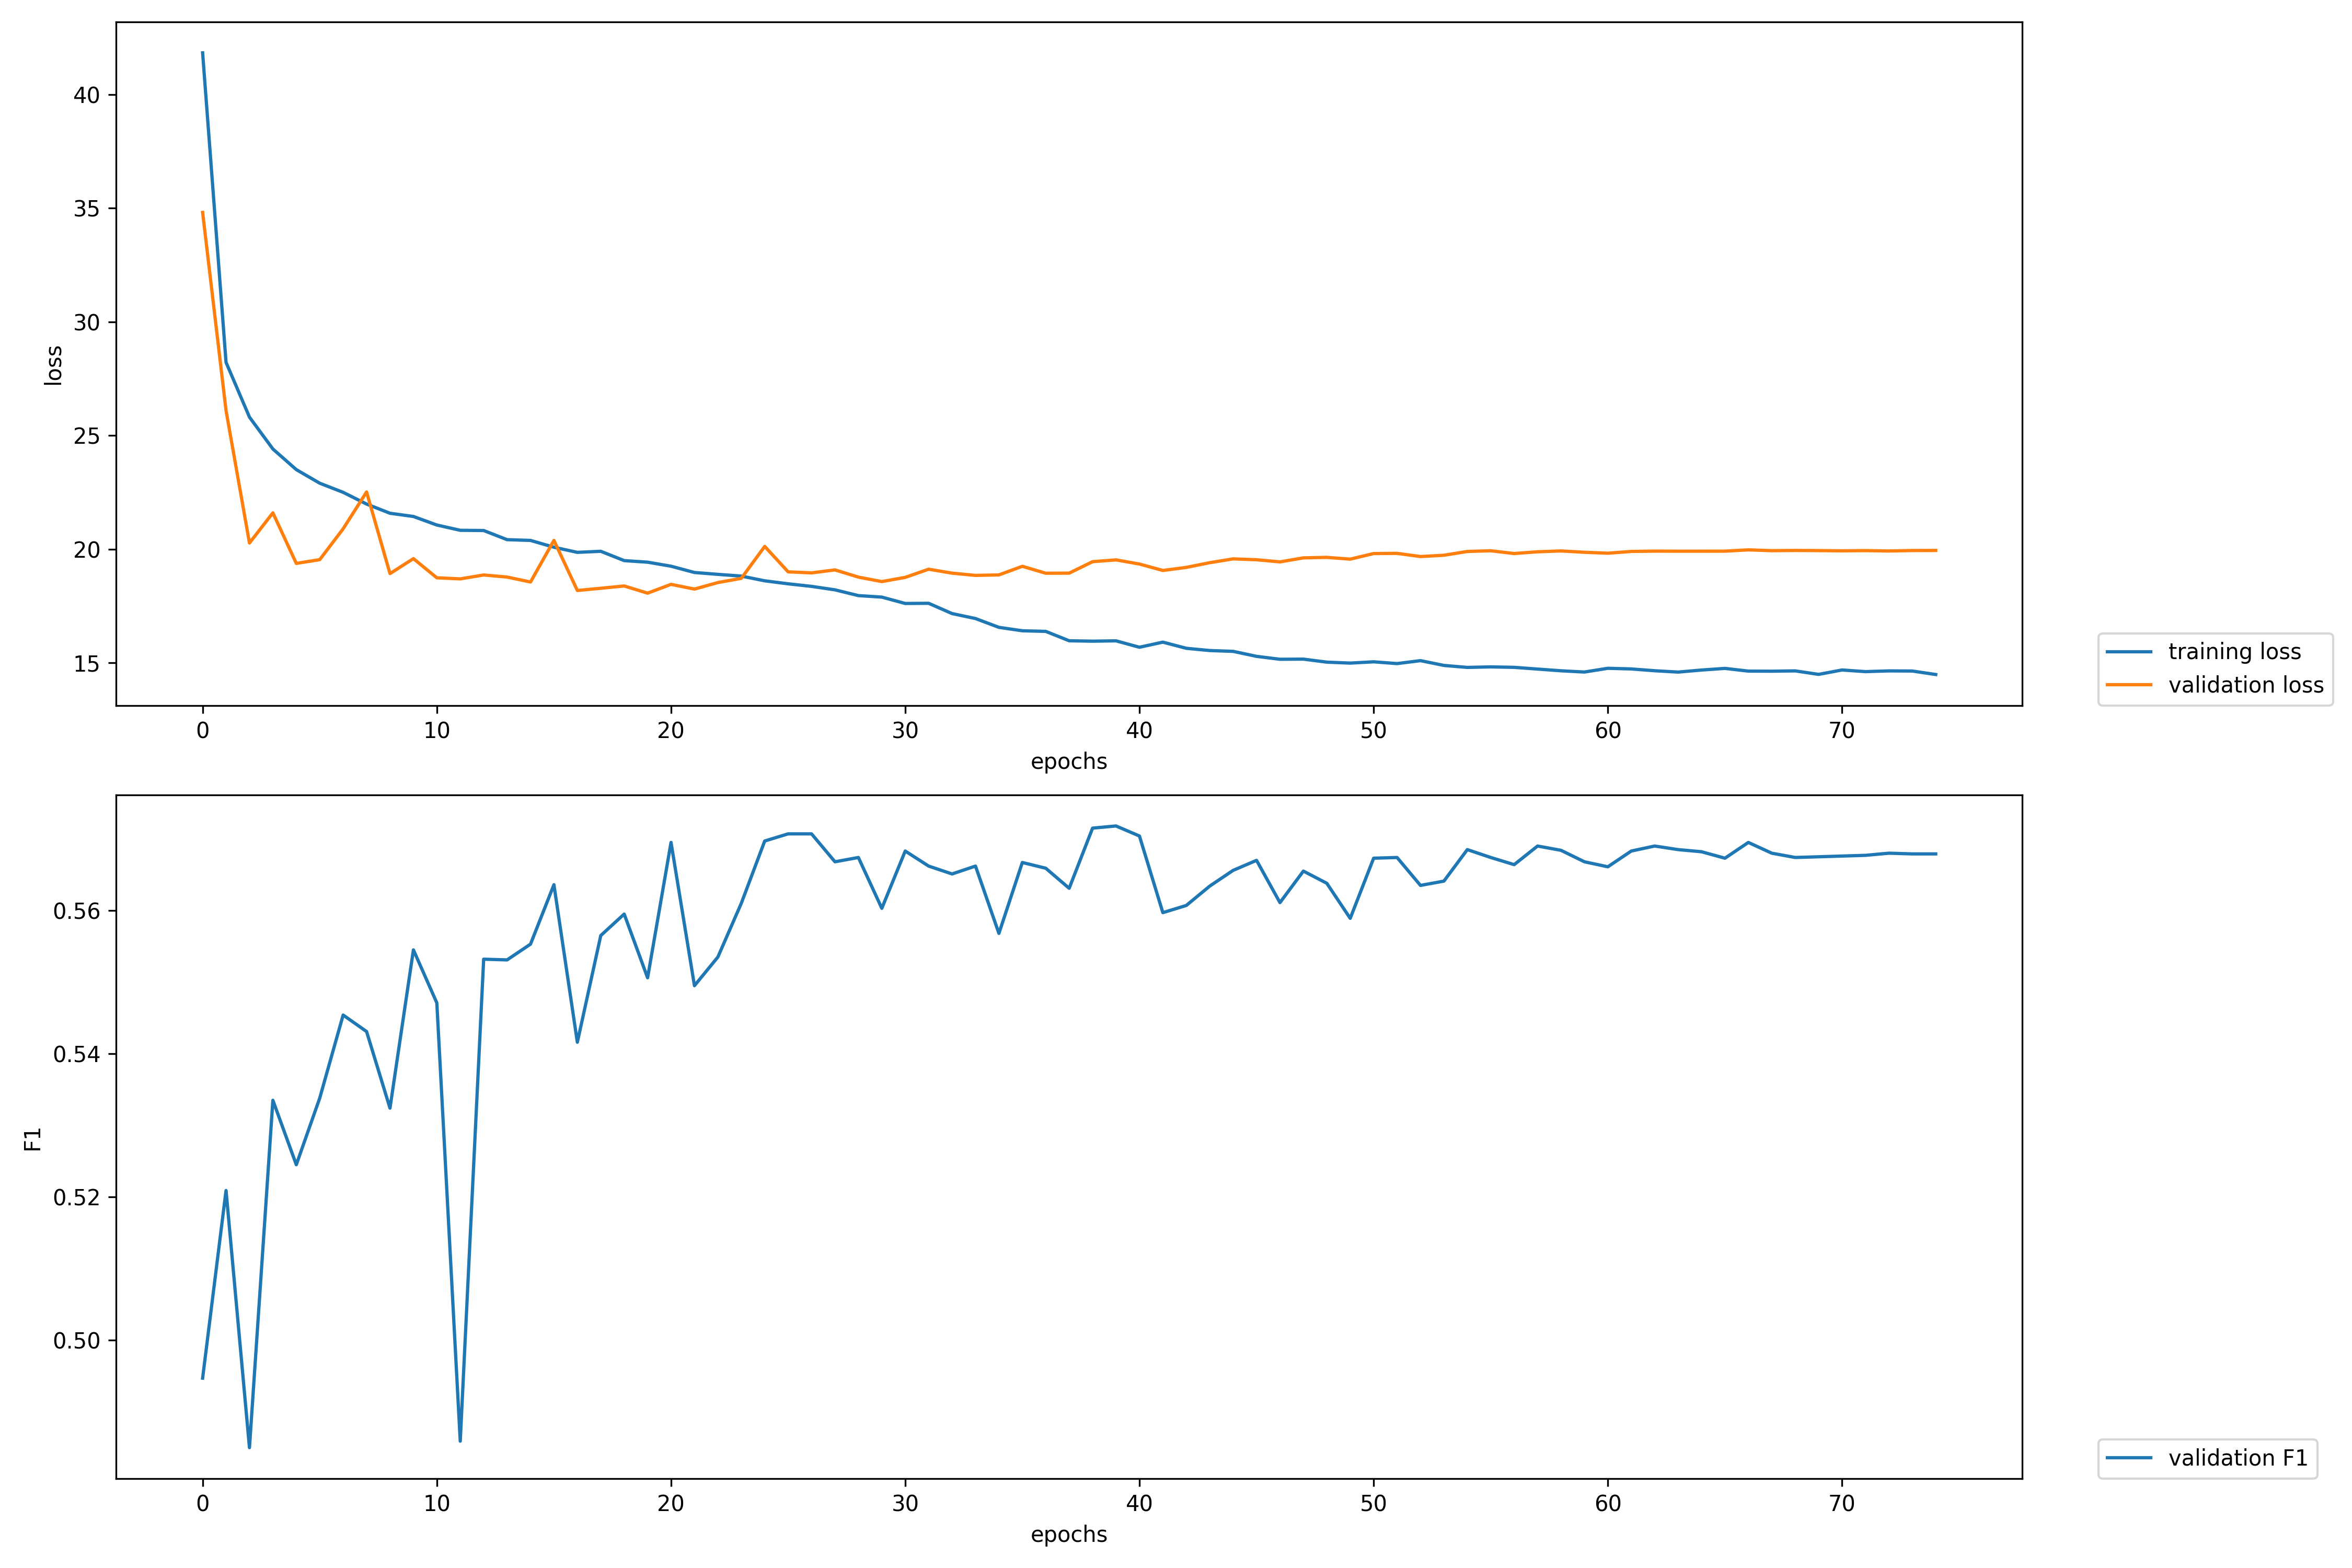 40
35
30
25
20
15
loss
0 10 20 30 40 50 60 70
epochs
training loss
validation loss
0.56
0.54
0.52
0.50
F1
0 10 20 30 40 50 60 70
epochs
validation F1